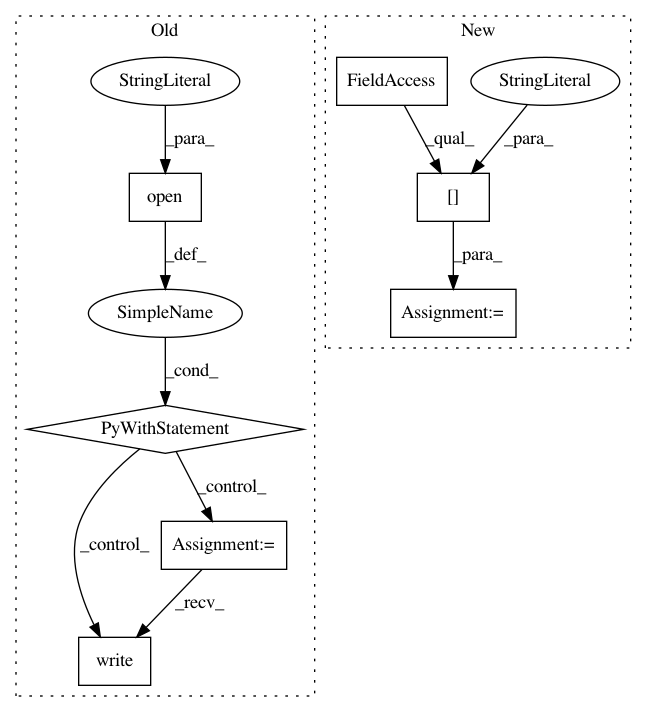 Old
New
StringLiteral
FieldAccess
StringLiteral
_para_
_qual_
_para_
open
[]
_def_
_para_
SimpleName
Assignment:=
_cond_
PyWithStatement
_control_
_control_
Assignment:=
_recv_
write